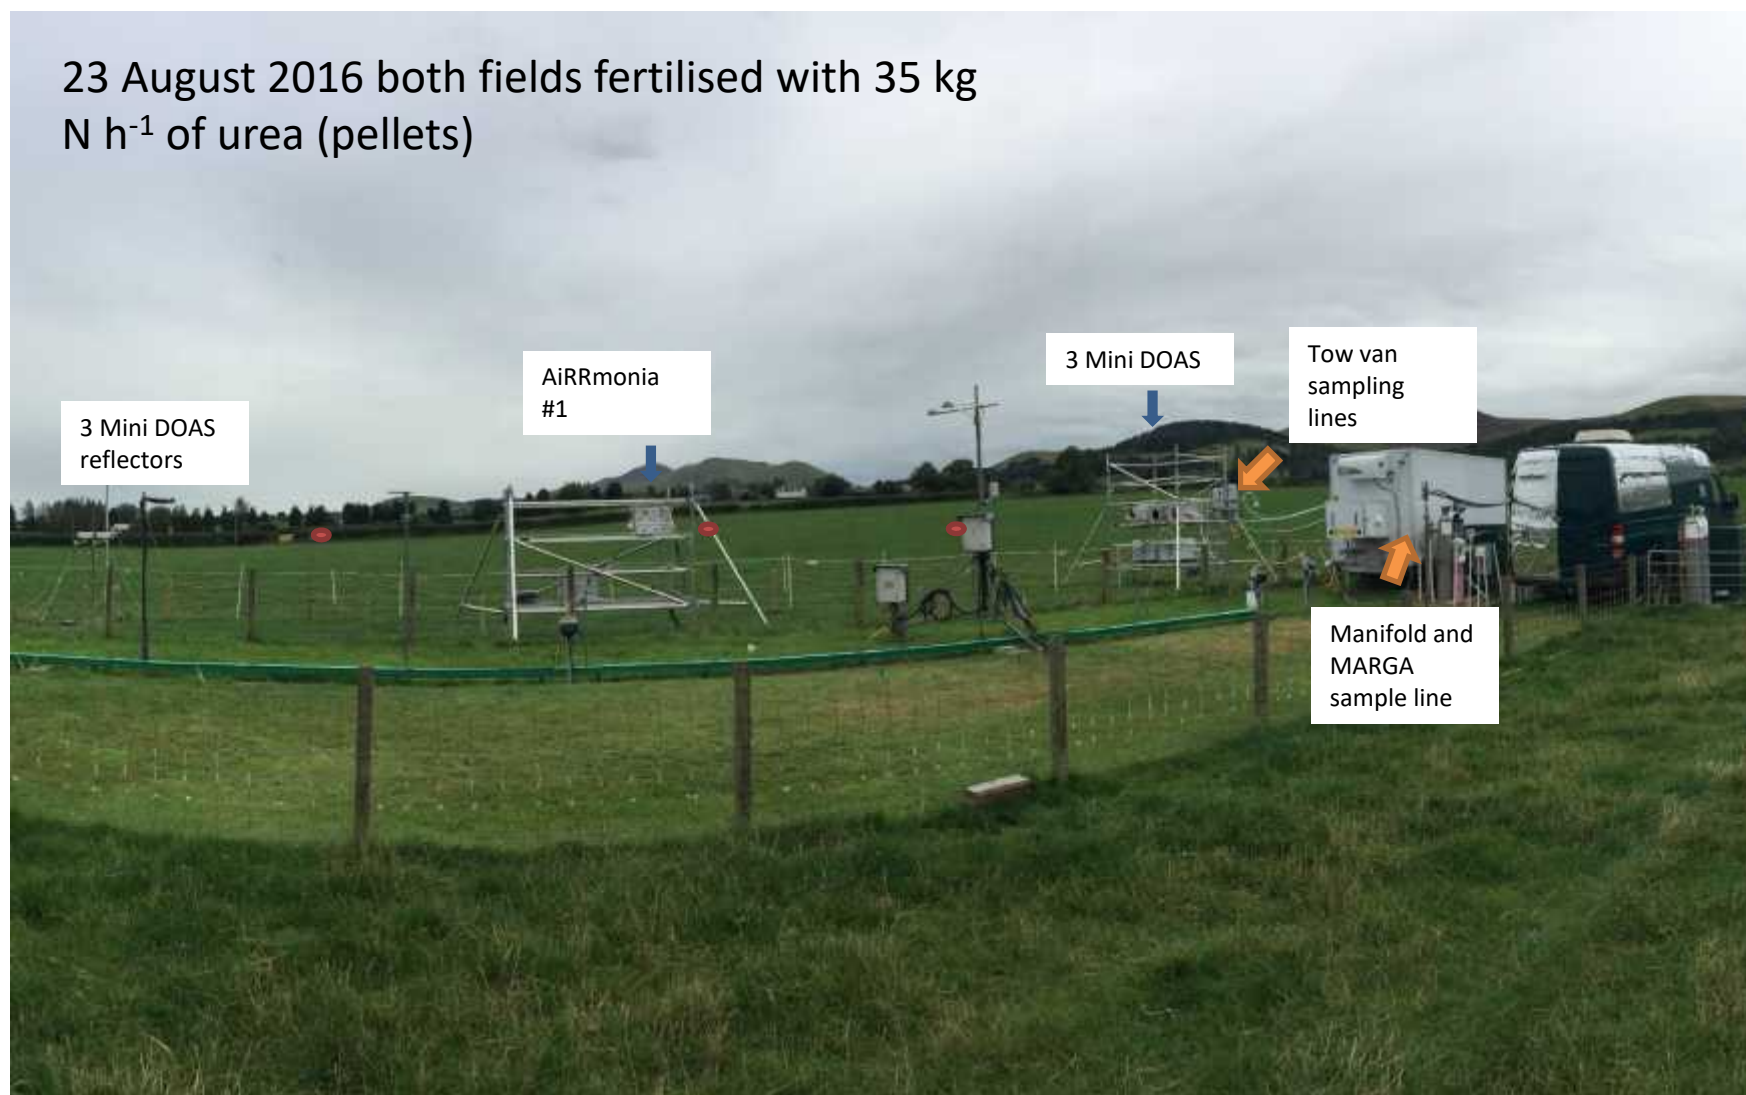 23 August 2016 both fields fertilised with 35 kg
N h⁻¹ of urea (pellets)
3 Mini DOAS
reflectors
AiRRmonia
#1
3 Mini DOAS
Tow van
sampling
lines
Manifold and
MARGA
sample line